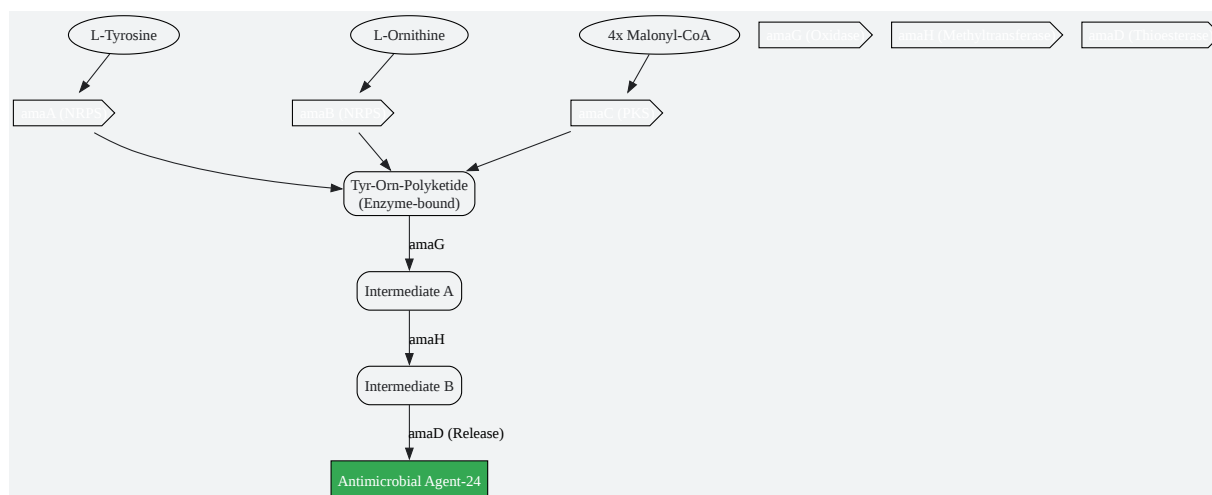 L-Tyrosine
L-Ornithine
4x Malonyl-CoA
amaG (Oxidase)
amaH (Methyltransferase)
amaD (Thioesterase)
amaA (NRPS)
amaB (NRPS)
amaC (PKS)
Tyr-Orn-Polyketide
(Enzyme-bound)
amaG
Intermediate A
amaH
Intermediate B
amaD (Release)
Antimicrobial Agent-24